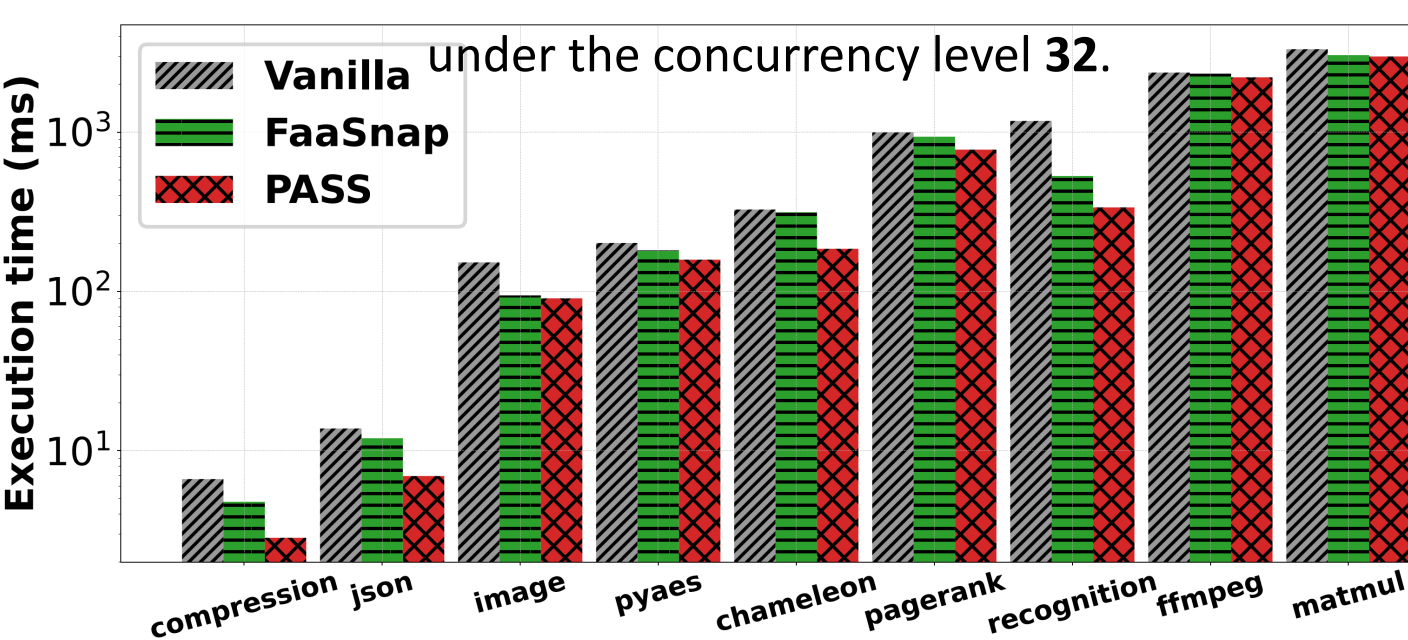 under the concurrency level 32.
Vanilla
FaaSnap
PASS
Execution time (ms)
10³
10²
10¹
compression
json
image
pyaes
chameleon
pagerank
recognition
ffmpeg
matmul